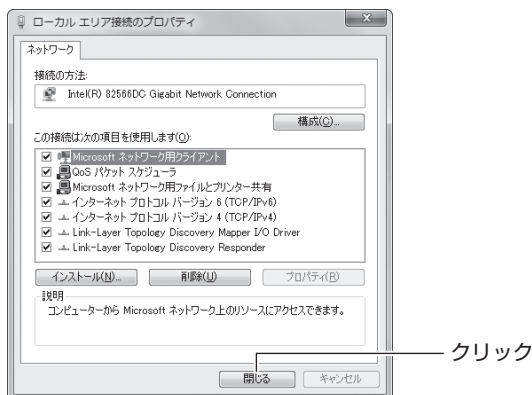 ローカル エリア接続のプロパティ
ネットワーク
接続の方法:
Intel(R) 82566DC Gigabit Network Connection
構成(C)...
この接続は次の項目を使用します(O):
Microsoft ネットワーク用クライアント
QoS パケット スケジューラ
Microsoft ネットワーク用ファイルとプリンター共有
インターネット プロトコル バージョン 6 (TCP/IPv6)
インターネット プロトコル バージョン 4 (TCP/IPv4)
Link-Layer Topology Discovery Mapper I/O Driver
Link-Layer Topology Discovery Responder
インストール(N)... 削除(U) プロパティ(R)
説明
コンピューターから Microsoft ネットワーク上のリソースにアクセスできます。
クリック
閉じる キャンセル